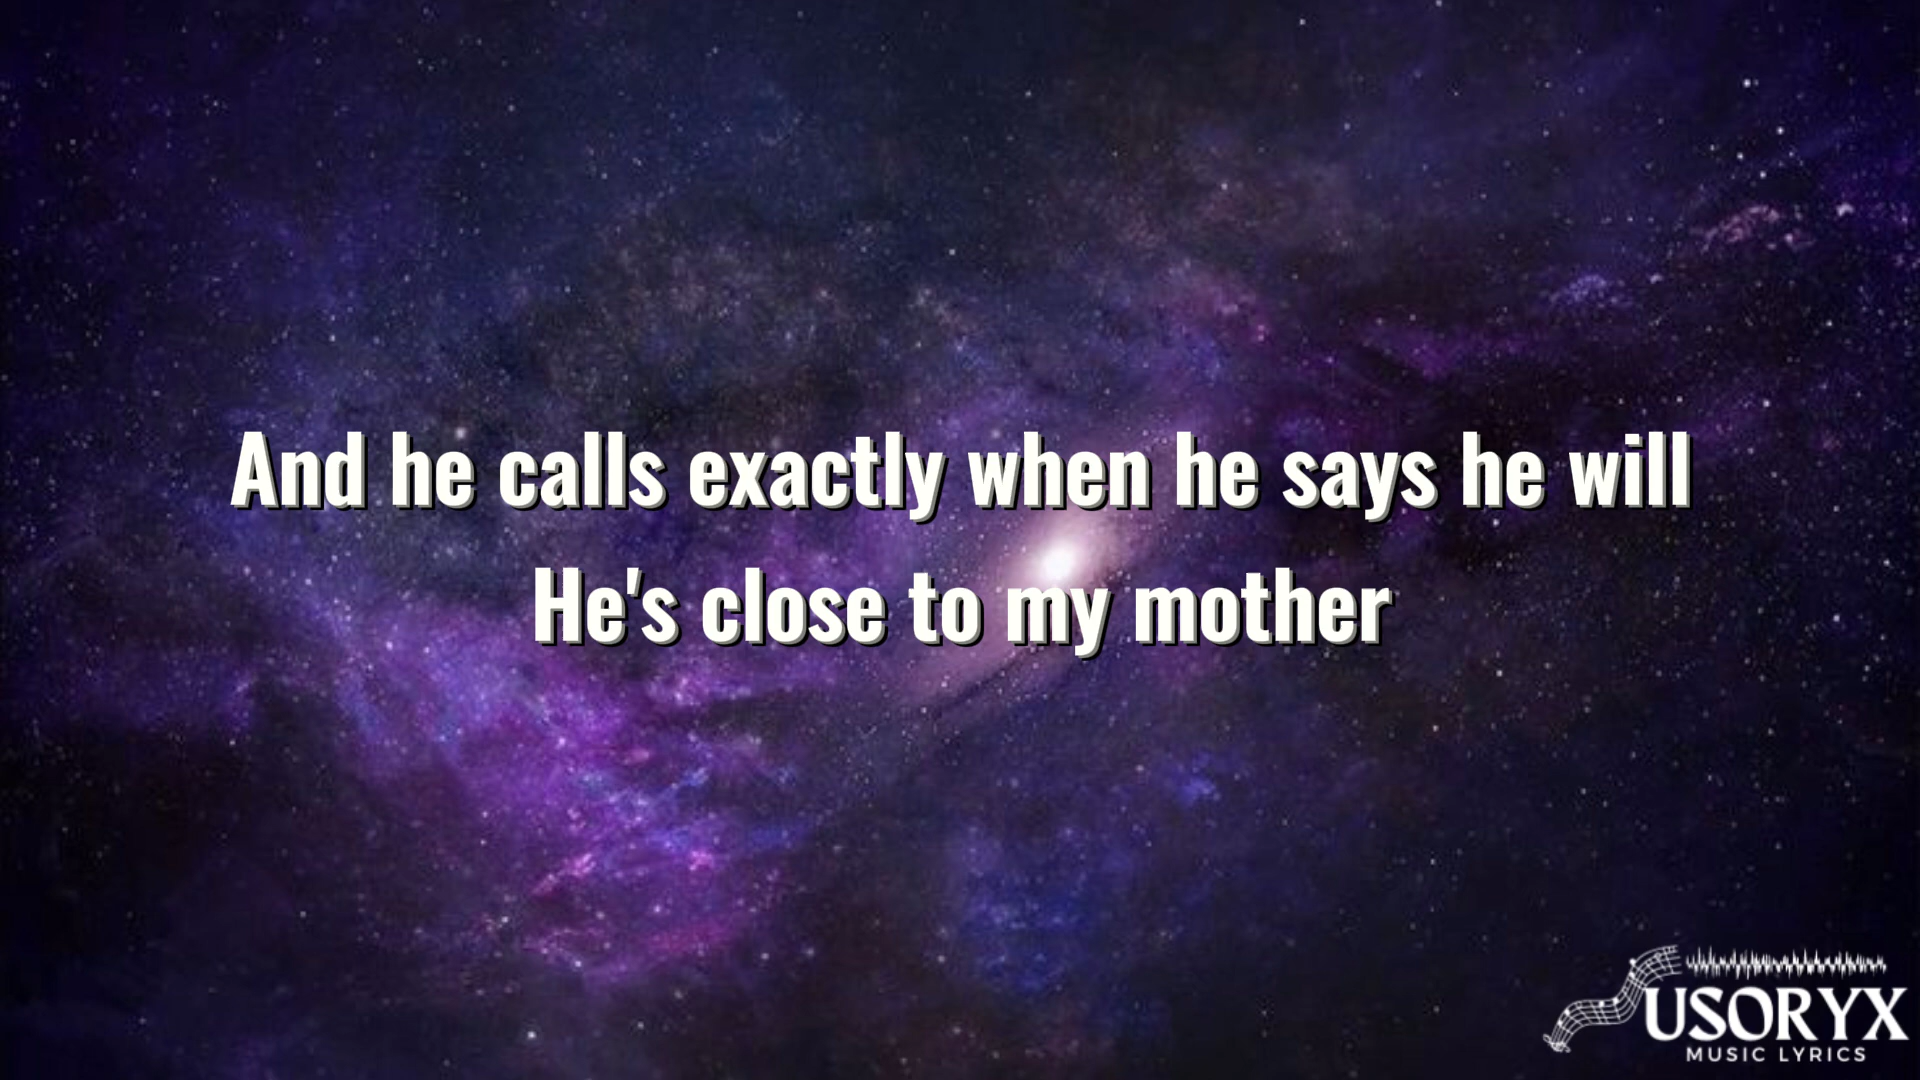 And he calls exactly when he says he will
He's close to my mother
USORYX
MUSIC LYRICS